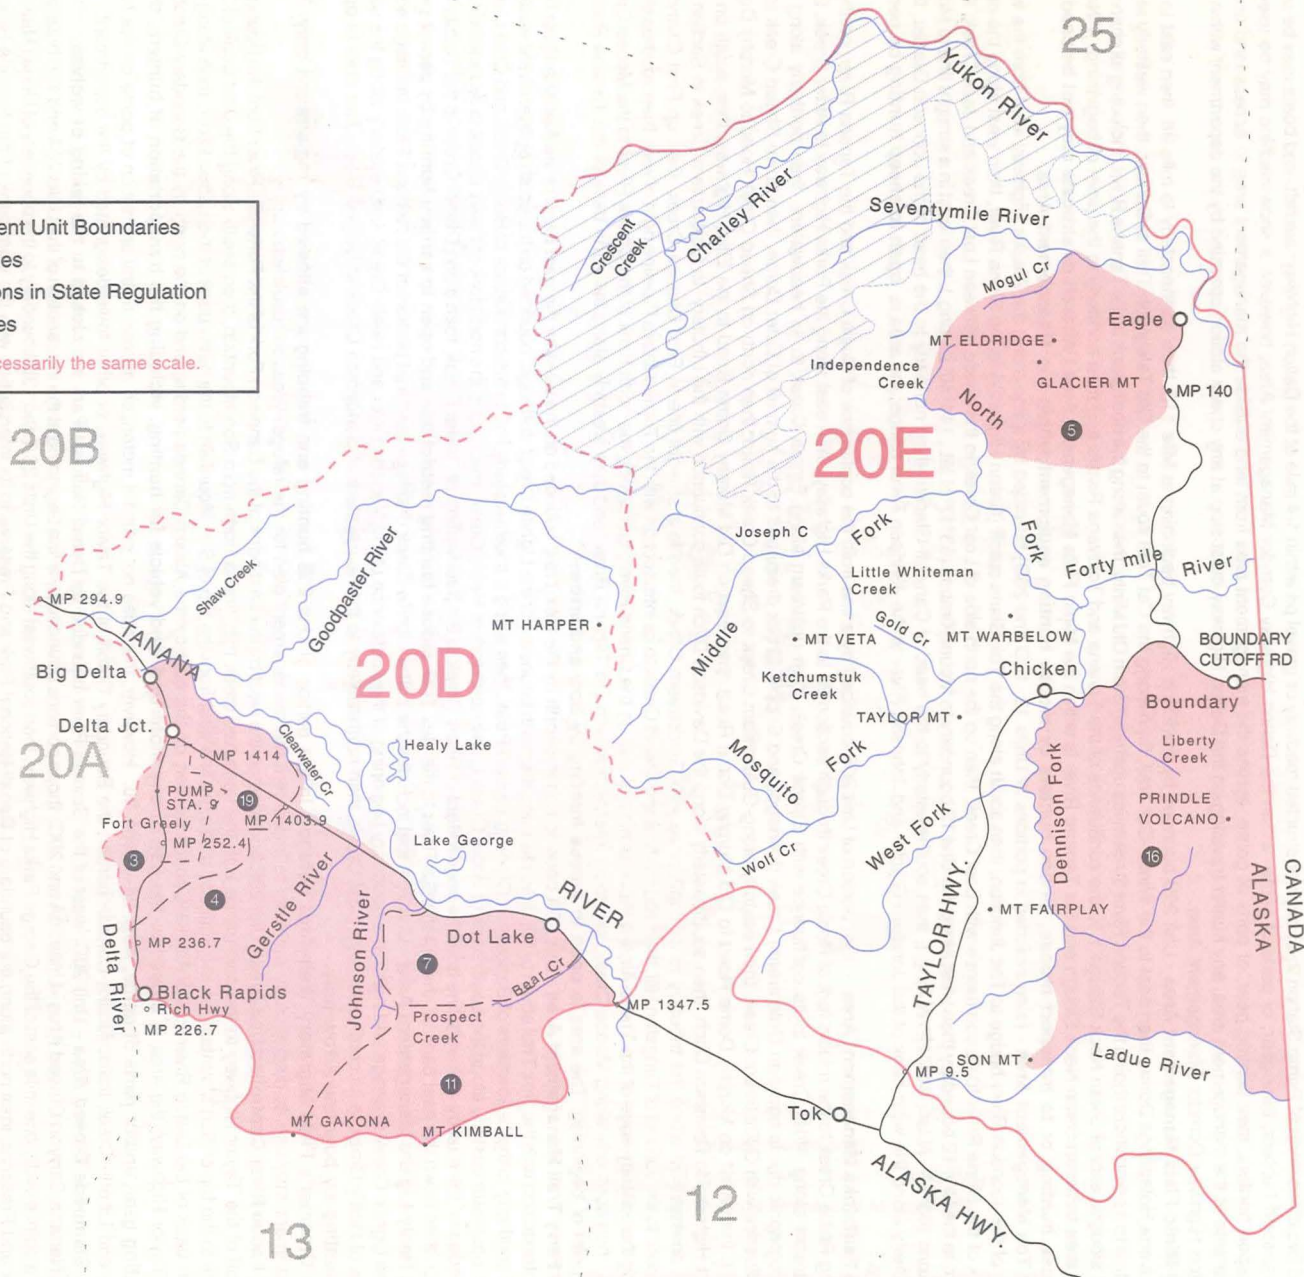 25
Yukon River
ent Unit Boundaries
es
ons in State Regulation
es
cessarily the same scale.
Charley River
Crescent
Creek
Seventymile River
Mogul Cr
Eagle
MT ELDRIDGE
GLACIER MT
Independence
Creek
MP 140
North
5
20B
20E
Joseph C
Fork
Fork
Forty mile
River
Little Whiteman
Creek
Shaw Creek
Goodpaster River
MP 294.9
TANANA
MT HARPER
Middle
MT VETA
Gold Cr
MT WARBELOW
BOUNDARY
CUTOFF RD
Big Delta
20D
Ketchumstuk
Creek
Chicken
Boundary
Delta Jct.
TAYLOR MT
20A
MP 1414
Clearwater Cr
Healy Lake
Mosquito
Fork
Liberty
Creek
PUMP
STA. 9
19
MP 1403.9
Fort Greely
MP 252.4
Dennison Fork
PRINDLE
VOLCANO
Lake George
Wolf Cr
West Fork
3
4
16
Gerstle River
Johnson River
RIVER
TAYLOR HWY.
MT FAIRPLAY
ALASKA
CANADA
Delta River
MP 236.7
Dot Lake
7
Bear Cr
Black Rapids
Rich Hwy
MP 226.7
Prospect
Creek
MP 1347.5
SON MT
Ladue River
MP 9.5
11
Tok
MT GAKONA
MT KIMBALL
ALASKA HWY.
12
13